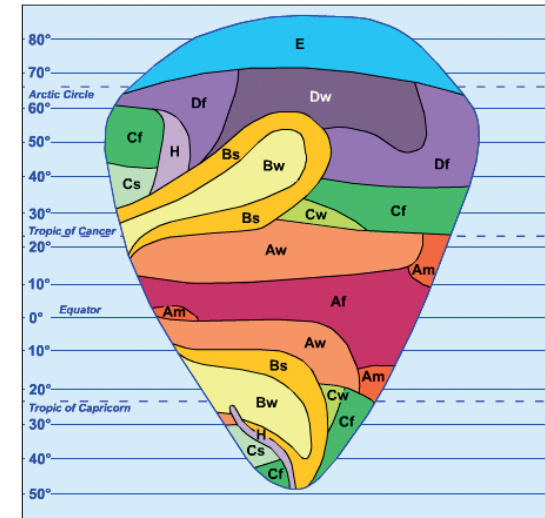 80°
E
70°
Arctic Circle
Df
Dw
60°
Cf
50°
H
Bs
Bw
Df
40°
Cs
30°
Bs
Cw
Cf
Tropic of Cancer
20°
Aw
Am
10°
Af
Equator
Am
0°
Aw
10°
Bs
Am
20°
Bw
Cw
Tropic of Capricorn
Cf
30°
H
Cs
40°
Cf
50°